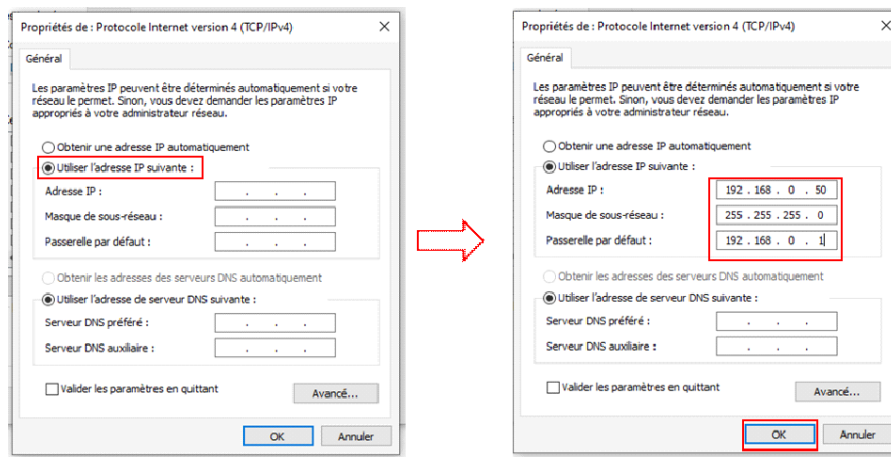 Propriétés de : Protocole Internet version 4 (TCP/IPv4)
Général
Les paramètres IP peuvent être déterminés automatiquement si votre
réseau le permet. Sinon, vous devez demander les paramètres IP
appropriés à votre administrateur réseau.
Obtenir une adresse IP automatiquement
Utiliser l'adresse IP suivante :
Adresse IP :
Masque de sous-réseau :
Passerelle par défaut :
Obtenir les adresses des serveurs DNS automatiquement
Utiliser l'adresse de serveur DNS suivante :
Serveur DNS préféré :
Serveur DNS auxiliaire :
Valider les paramètres en quittant
Avancé...
OK Annuler
Propriétés de : Protocole Internet version 4 (TCP/IPv4)
Général
Les paramètres IP peuvent être déterminés automatiquement si votre
réseau le permet. Sinon, vous devez demander les paramètres IP
appropriés à votre administrateur réseau.
Obtenir une adresse IP automatiquement
Utiliser l'adresse IP suivante :
Adresse IP : 192 . 168 . 0 . 50
Masque de sous-réseau : 255 . 255 . 255 . 0
Passerelle par défaut : 192 . 168 . 0 . 1
Obtenir les adresses des serveurs DNS automatiquement
Utiliser l'adresse de serveur DNS suivante :
Serveur DNS préféré :
Serveur DNS auxiliaire :
Valider les paramètres en quittant
Avancé...
OK Annuler